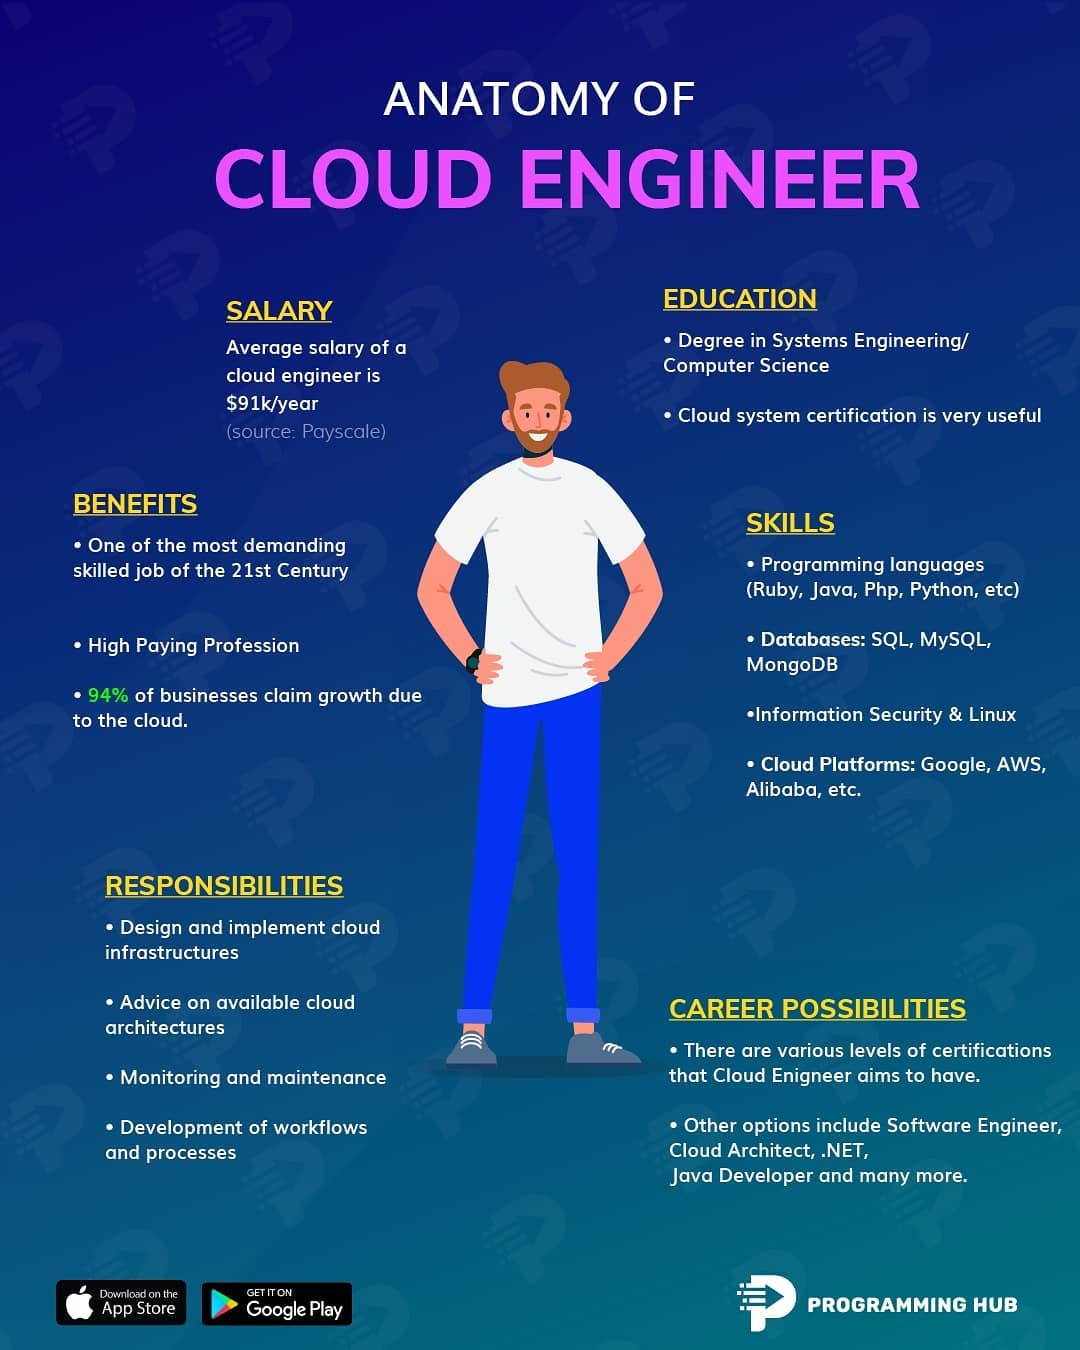 ANATOMY OF
CLOUD ENGINEER
SALARY
Average salary of a
cloud engineer is
$91k/year
(source: Payscale)
EDUCATION
• Degree in Systems Engineering/
Computer Science
• Cloud system certification is very useful
BENEFITS
• One of the most demanding
skilled job of the 21st Century
• High Paying Profession
• 94% of businesses claim growth due
to the cloud.
SKILLS
• Programming languages
(Ruby, Java, Php, Python, etc)
• Databases: SQL, MySQL,
MongoDB
•Information Security & Linux
• Cloud Platforms: Google, AWS,
Alibaba, etc.
RESPONSIBILITIES
• Design and implement cloud
infrastructures
• Advice on available cloud
architectures
• Monitoring and maintenance
• Development of workflows
and processes
CAREER POSSIBILITIES
• There are various levels of certifications
that Cloud Enigneer aims to have.
• Other options include Software Engineer,
Cloud Architect, .NET,
Java Developer and many more.
Download on the
App Store
GET IT ON
Google Play
PROGRAMMING HUB